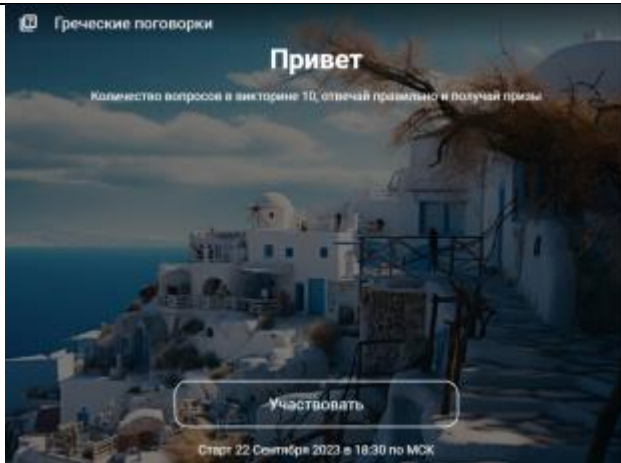 Греческие поговорки
Привет
Количество вопросов в викторине 10, отвечай правильно и получай призы
Участвовать
Старт 22 Сентября 2023 в 18:30 по МСК